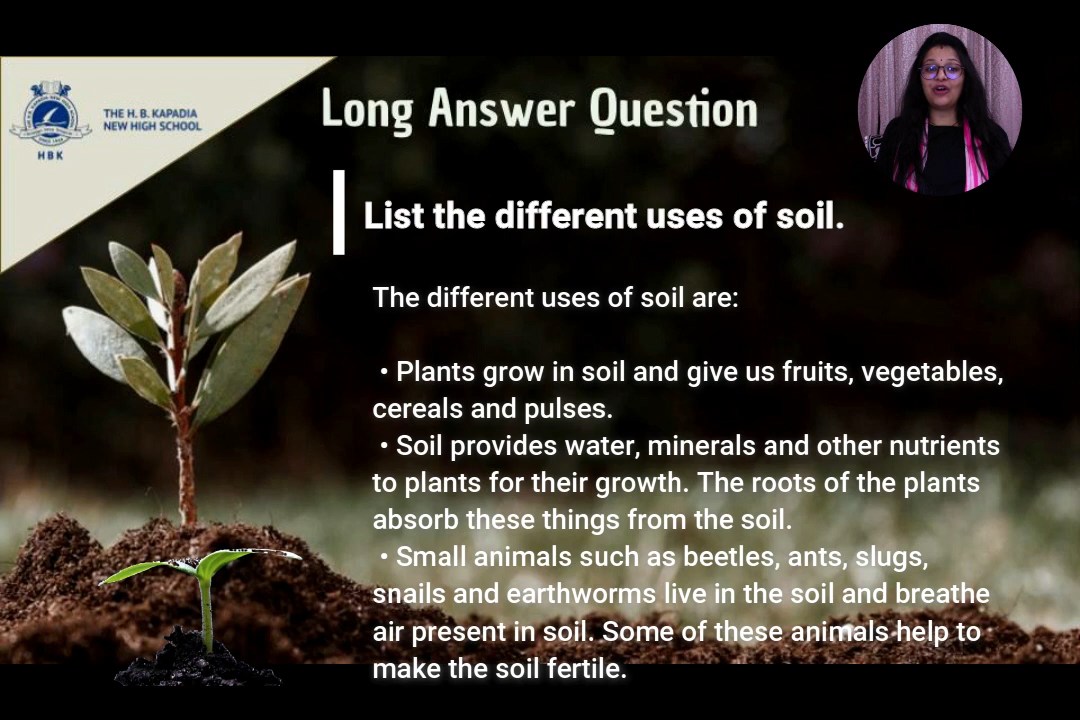 THE H. B. KAPADIA
NEW HIGH SCHOOL
HBK
Long Answer Question
List the different uses of soil.
The different uses of soil are:
• Plants grow in soil and give us fruits, vegetables,
cereals and pulses.
• Soil provides water, minerals and other nutrients
to plants for their growth. The roots of the plants
absorb these things from the soil.
• Small animals such as beetles, ants, slugs,
snails and earthworms live in the soil and breathe
air present in soil. Some of these animals help to
make the soil fertile.